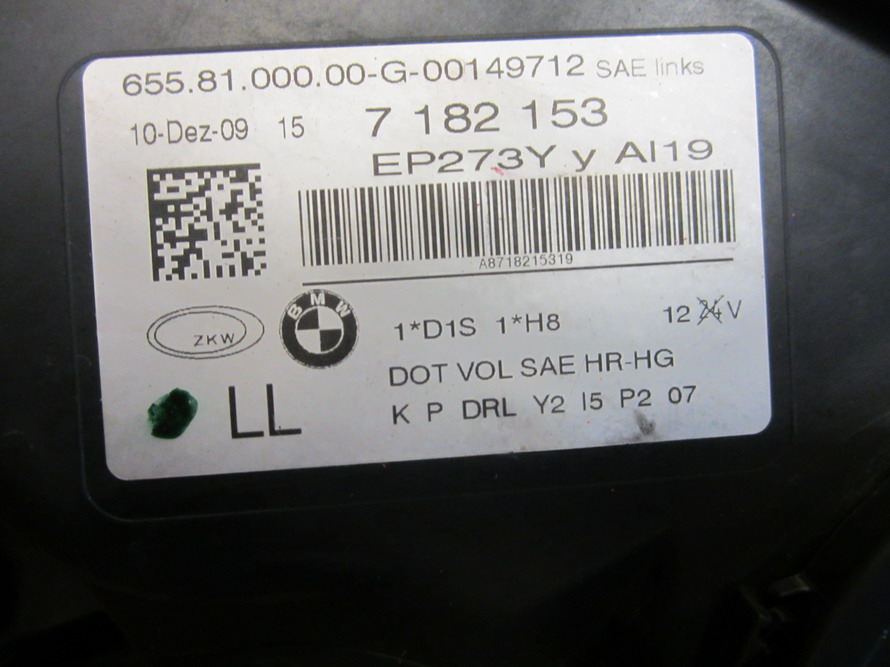 655.81.000.00-G-00149712 SAE links
10-Dez-09 15 7 182 153
EP273Y y AI19
A8718215319
ZKW
BMW
1*D1S 1*H8 12 24 V
DOT VOL SAE HR-HG
LL
K P DRL Y2 I5 P2 07